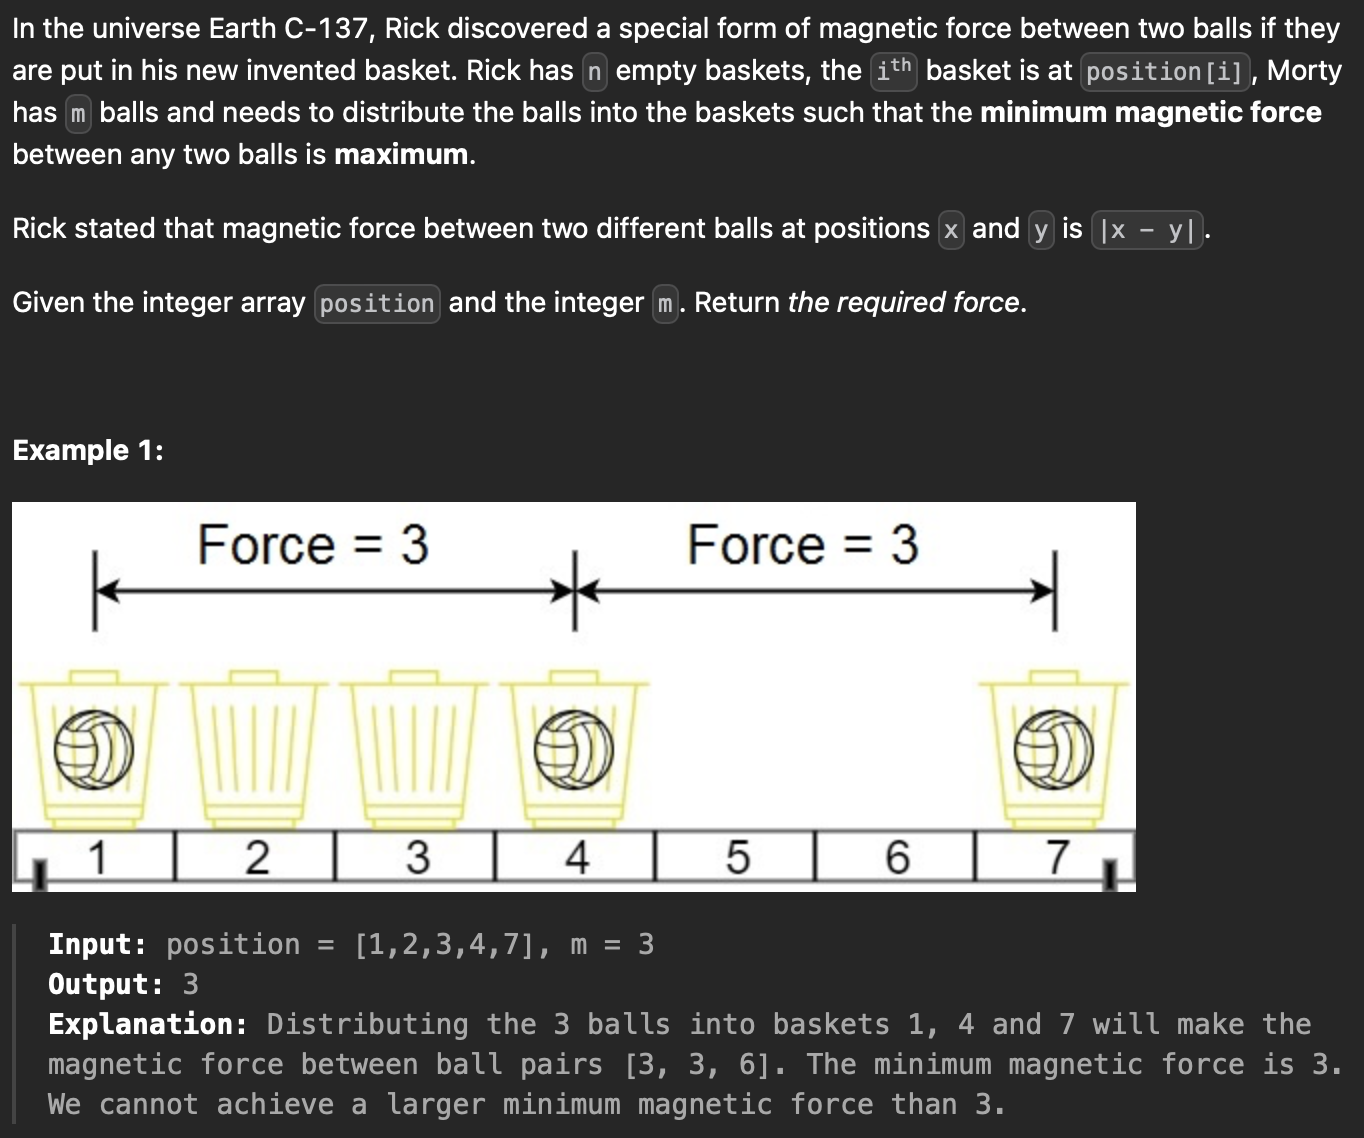 In the universe Earth C-137, Rick discovered a special form of magnetic force between two balls if they
are put in his new invented basket. Rick has n empty baskets, the ith basket is at position[i], Morty
has m balls and needs to distribute the balls into the baskets such that the minimum magnetic force
between any two balls is maximum.
Rick stated that magnetic force between two different balls at positions x and y is |x - y|.
Given the integer array position and the integer m. Return the required force.
Example 1:
Force = 3 Force = 3
1 2 3 4 5 6 7
Input: position = [1,2,3,4,7], m = 3
Output: 3
Explanation: Distributing the 3 balls into baskets 1, 4 and 7 will make the
magnetic force between ball pairs [3, 3, 6]. The minimum magnetic force is 3.
We cannot achieve a larger minimum magnetic force than 3.